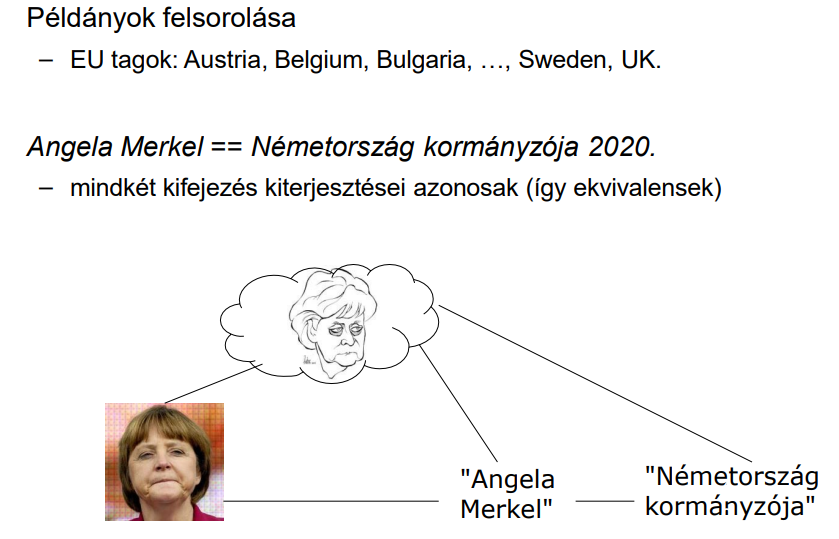 Példányok felsorolása
– EU tagok: Austria, Belgium, Bulgaria, …, Sweden, UK.
Angela Merkel == Németország kormányzója 2020.
– mindkét kifejezés kiterjesztései azonosak (így ekvivalensek)
"Angela
Merkel"
"Németország
kormányzója"